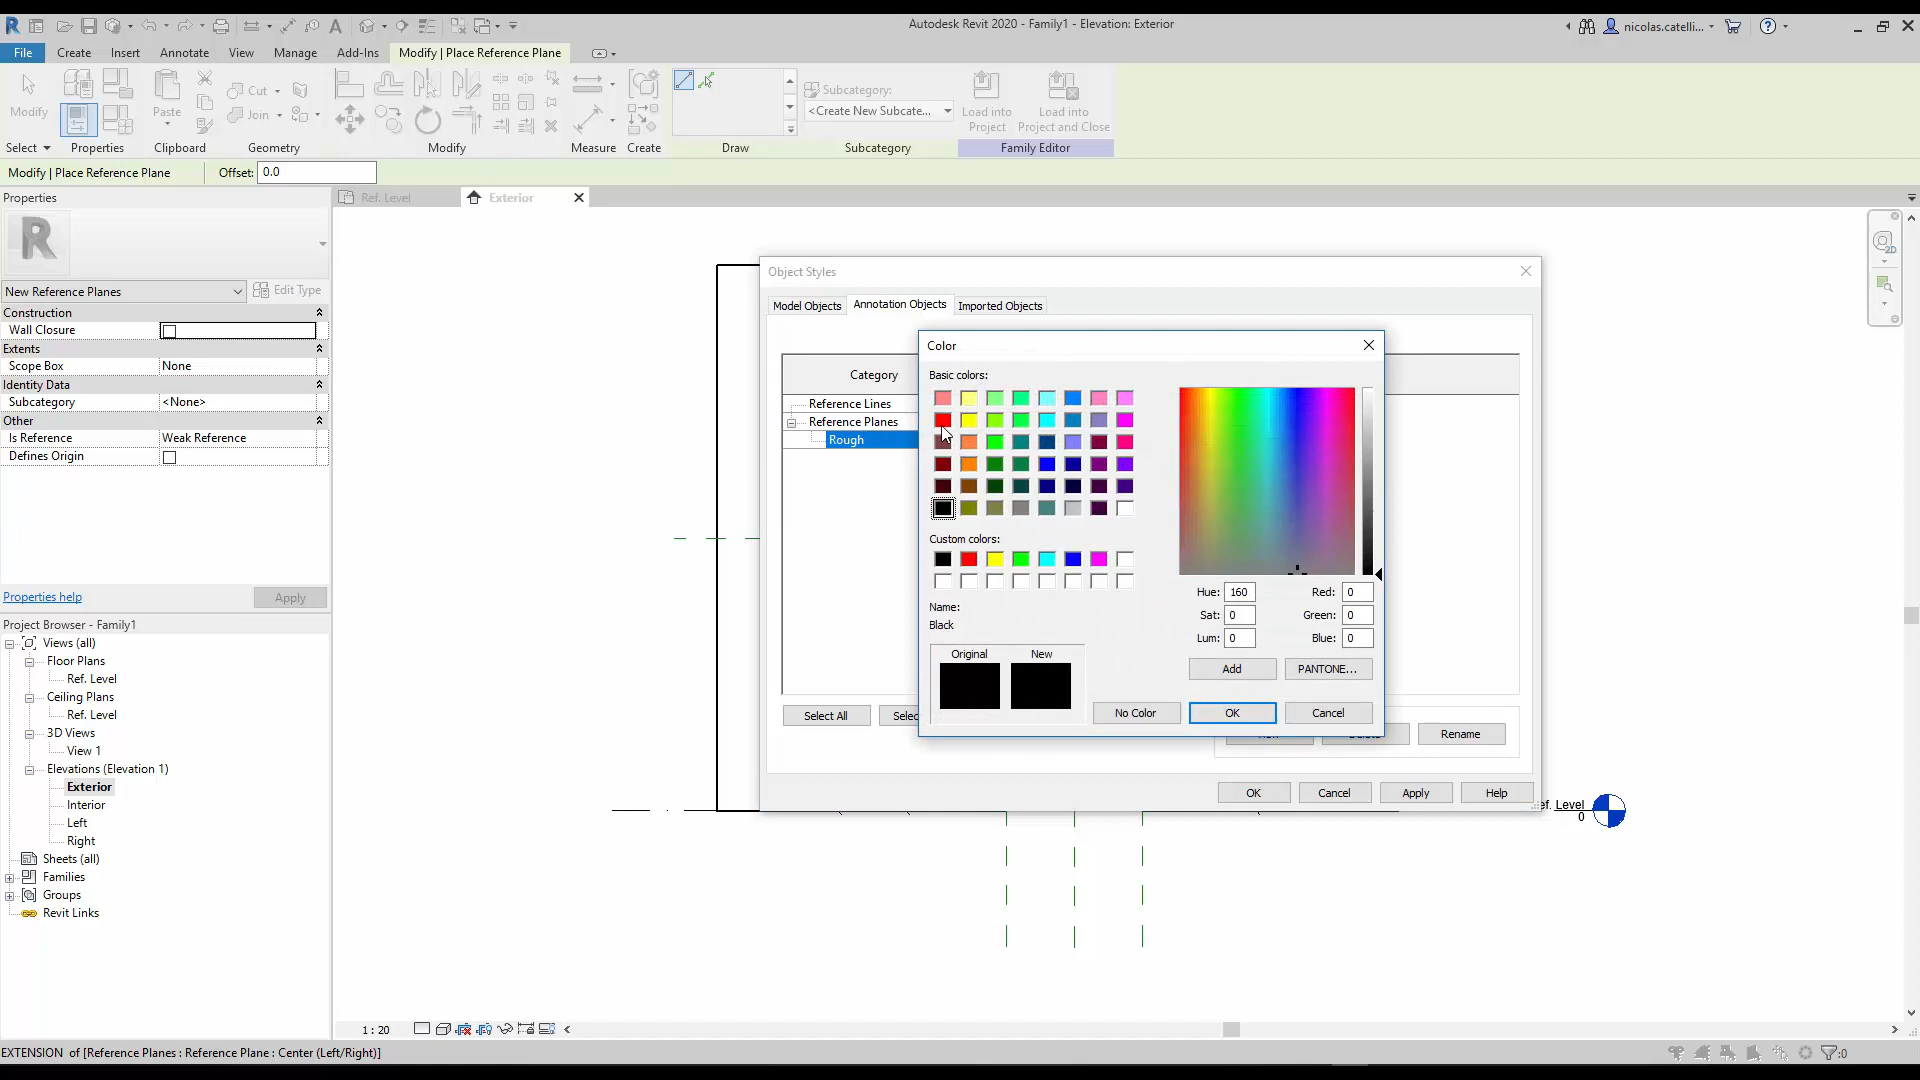 Autodesk Revit 2020 - Family1 - Elevation: Exterior
nicolas.catelli...
File Create Insert Annotate View Manage Add-Ins Modify | Place Reference Plane
Modify
Paste
Cut
Join
Subcategory:
<Create New Subcate...
Load into
Project
Load into
Project and Close
Select Properties Clipboard Geometry Modify Measure Create Draw Subcategory Family Editor
Modify | Place Reference Plane Offset: 0.0
Properties
Ref. Level
Exterior
New Reference Planes
Edit Type
Construction
Wall Closure
Extents
Scope Box None
Identity Data
Subcategory <None>
Other
Is Reference Weak Reference
Defines Origin
Properties help
Apply
Project Browser - Family1
Views (all)
Floor Plans
Ref. Level
Ceiling Plans
Ref. Level
3D Views
View 1
Elevations (Elevation 1)
Exterior
Interior
Left
Right
Sheets (all)
Families
Groups
Revit Links
Object Styles
Model Objects Annotation Objects Imported Objects
Category
Reference Lines
Reference Planes
Rough
Select All
Selec
Rename
OK Cancel Apply Help
Color
Basic colors:
Custom colors:
Name:
Black
Original New
Hue: 160 Red: 0
Sat: 0 Green: 0
Lum: 0 Blue: 0
Add PANTONE...
No Color OK Cancel
ef. Level
0
1 : 20
EXTENSION of [Reference Planes : Reference Plane : Center (Left/Right)]
:0